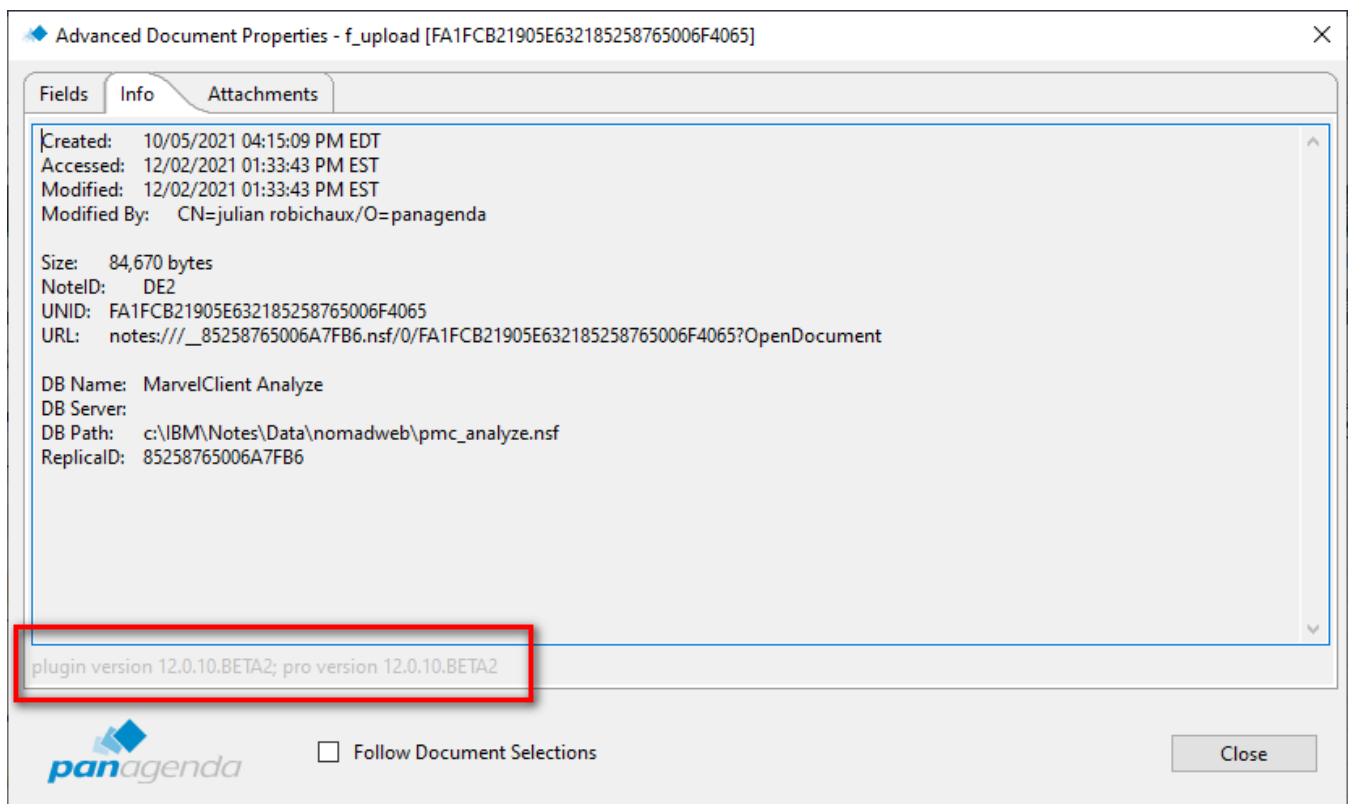 Advanced Document Properties - f_upload [FA1FCB21905E632185258765006F4065]
Fields Info Attachments
Created: 10/05/2021 04:15:09 PM EDT
Accessed: 12/02/2021 01:33:43 PM EST
Modified: 12/02/2021 01:33:43 PM EST
Modified By: CN=julian robichaux/O=panagenda
Size: 84,670 bytes
NoteID: DE2
UNID: FA1FCB21905E632185258765006F4065
URL: notes:///__85258765006A7FB6.nsf/0/FA1FCB21905E632185258765006F4065?OpenDocument
DB Name: MarvelClient Analyze
DB Server:
DB Path: c:\IBM\Notes\Data\nomadweb\pmc_analyze.nsf
ReplicaID: 85258765006A7FB6
plugin version 12.0.10.BETA2; pro version 12.0.10.BETA2
panagenda
Follow Document Selections
Close